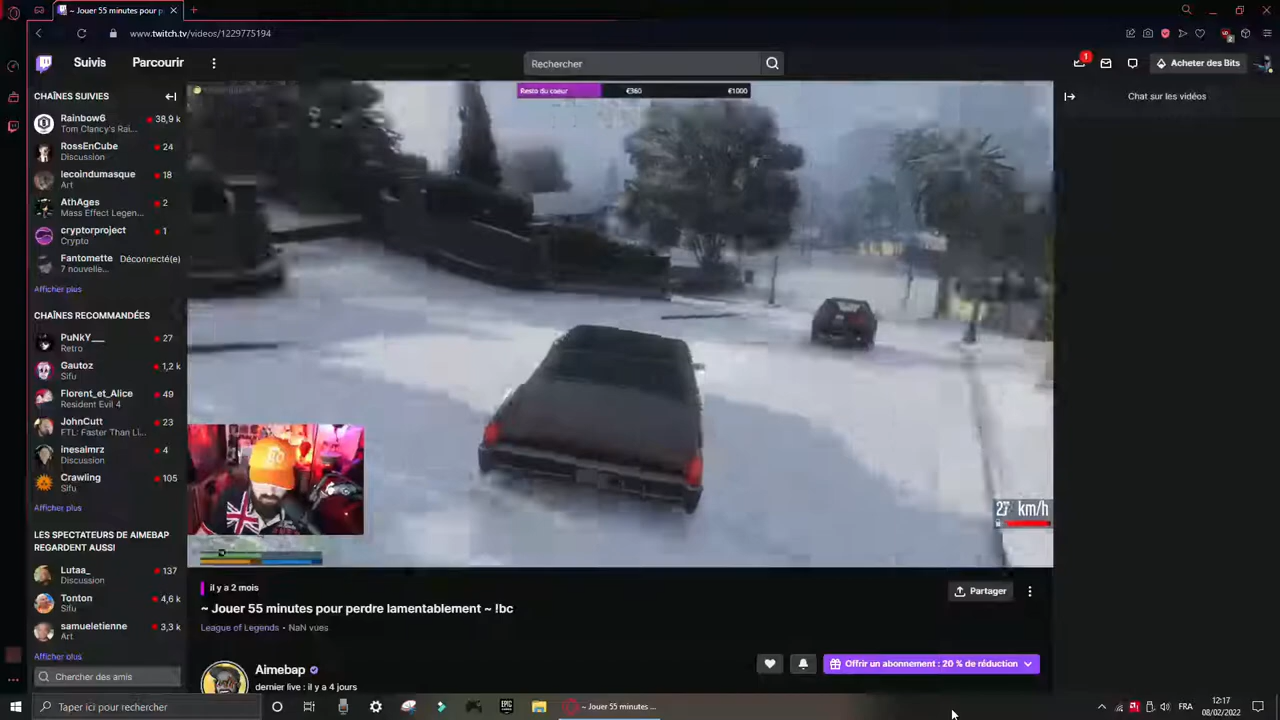 ~ Jouer 55 minutes pour p
www.twitch.tv/videos/1229775194
2
Suivis
Parcourir
Rechercher
1
Acheter des Bits
CHAÎNES SUIVIES
Rainbow6
38,9 k
Tom Clancy's Rai...
RossEnCube
24
Discussion
lecoindumasque
18
Art
AthAges
2
Mass Effect Legen...
cryptorproject
1
Crypto
Fantomette
Déconnecté(e)
7 nouvelle...
Afficher plus
CHAÎNES RECOMMANDÉES
PuNkY___
27
Retro
Gautoz
1,2 k
Sifu
Florent_et_Alice
49
Resident Evil 4
JohnCutt
23
FTL: Faster Than Li...
inesaimrz
4
Discussion
Crawling
105
Sifu
Afficher plus
LES SPECTATEURS DE AIMEBAP REGARDENT AUSSI
Lutaa_
137
Discussion
Tonton
4,6 k
Sifu
samueletienne
3,3 k
Art
Afficher plus
Chercher des amis
Resto du coeur
€360
€1000
27 km/h
Chat sur les vidéos
il y a 2 mois
~ Jouer 55 minutes pour perdre lamentablement ~ !bc
League of Legends • NaN vues
Partager
Aimebap
dernier live : il y a 4 jours
Offrir un abonnement : 20 % de réduction
Taper ici pour rechercher
EPIC
~ Jouer 55 minutes ...
FRA
12:17
08/02/2022